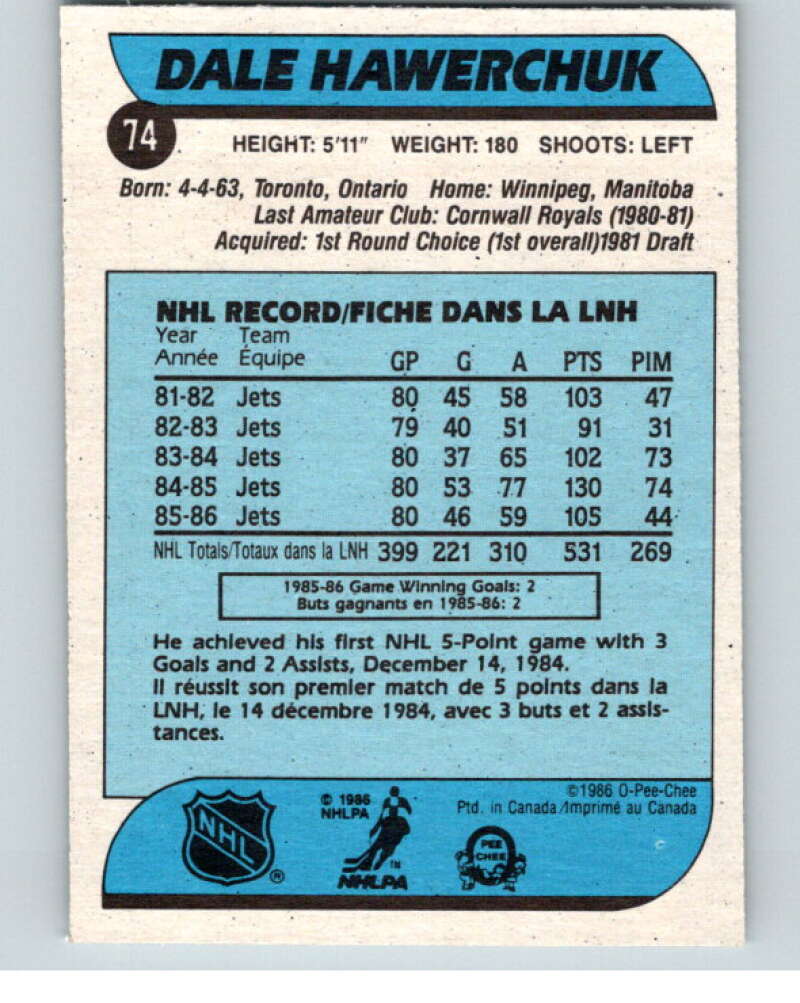 DALE HAWERCHUK
74
HEIGHT: 5'11" WEIGHT: 180 SHOOTS: LEFT
Born: 4-4-63, Toronto, Ontario Home: Winnipeg, Manitoba
Last Amateur Club: Cornwall Royals (1980-81)
Acquired: 1st Round Choice (1st overall)1981 Draft
NHL RECORD/FICHE DANS LA LNH
Year Team
Année Équipe GP G A PTS PIM
81-82 Jets 80 45 58 103 47
82-83 Jets 79 40 51 91 31
83-84 Jets 80 37 65 102 73
84-85 Jets 80 53 77 130 74
85-86 Jets 80 46 59 105 44
NHL Totals/Totaux dans la LNH 399 221 310 531 269
1985-86 Game Winning Goals: 2
Buts gagnants en 1985-86: 2
He achieved his first NHL 5-Point game with 3
Goals and 2 Assists, December 14, 1984.
Il réussit son premier match de 5 points dans la
LNH, le 14 décembre 1984, avec 3 buts et 2 assis-
tances.
NHL ®
© 1986
NHLPA
TM
NHLPA
©1986 O-Pee-Chee
Ptd. in Canada/Imprimé au Canada
PEE
CHEE